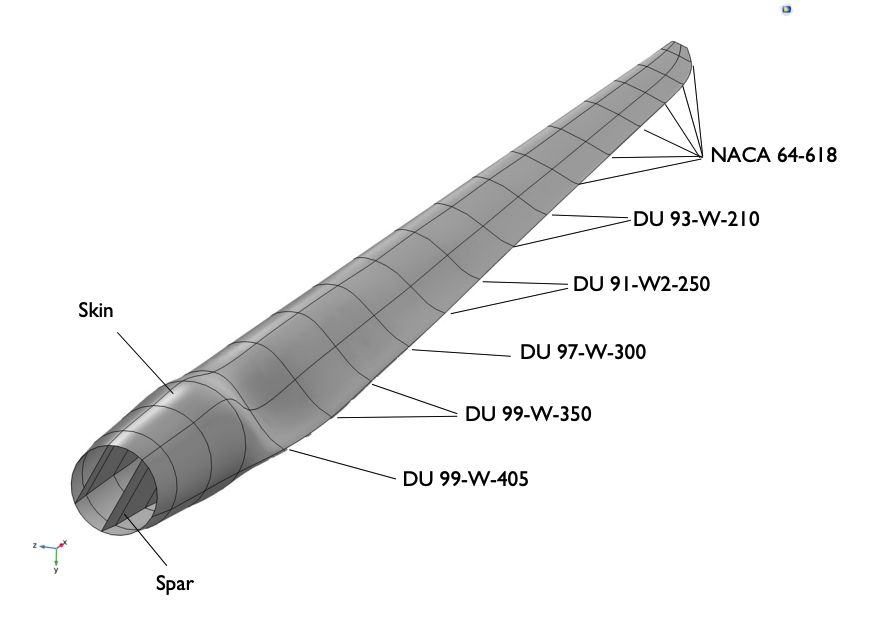 NACA 64-618
DU 93-W-210
DU 91-W2-250
Skin
DU 97-W-300
DU 99-W-350
DU 99-W-405
z
x
y
Spar